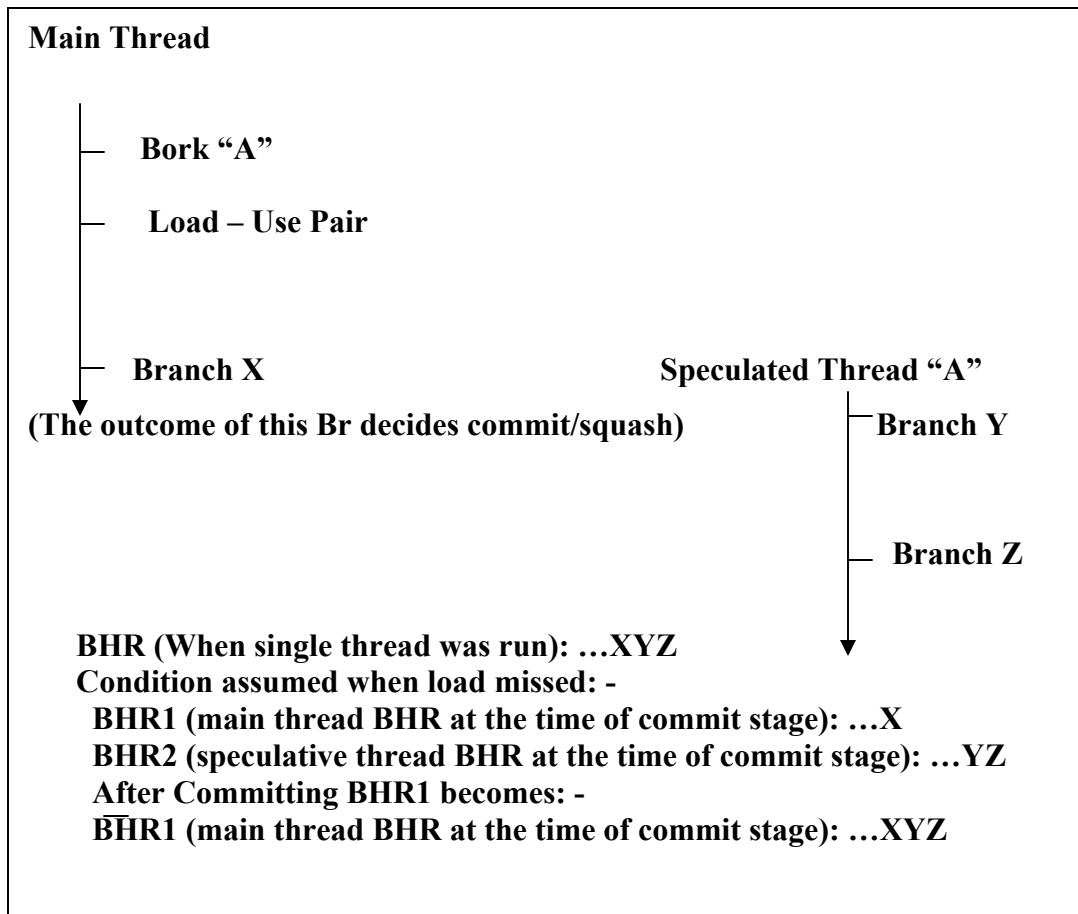 Main Thread
Bork “A”
Load – Use Pair
Branch X
Speculated Thread “A”
(The outcome of this Br decides commit/squash)
Branch Y
Branch Z
BHR (When single thread was run): …XYZ
Condition assumed when load missed: -
BHR1 (main thread BHR at the time of commit stage): …X
BHR2 (speculative thread BHR at the time of commit stage): …YZ
After Committing BHR1 becomes: -
BHR1 (main thread BHR at the time of commit stage): …XYZ